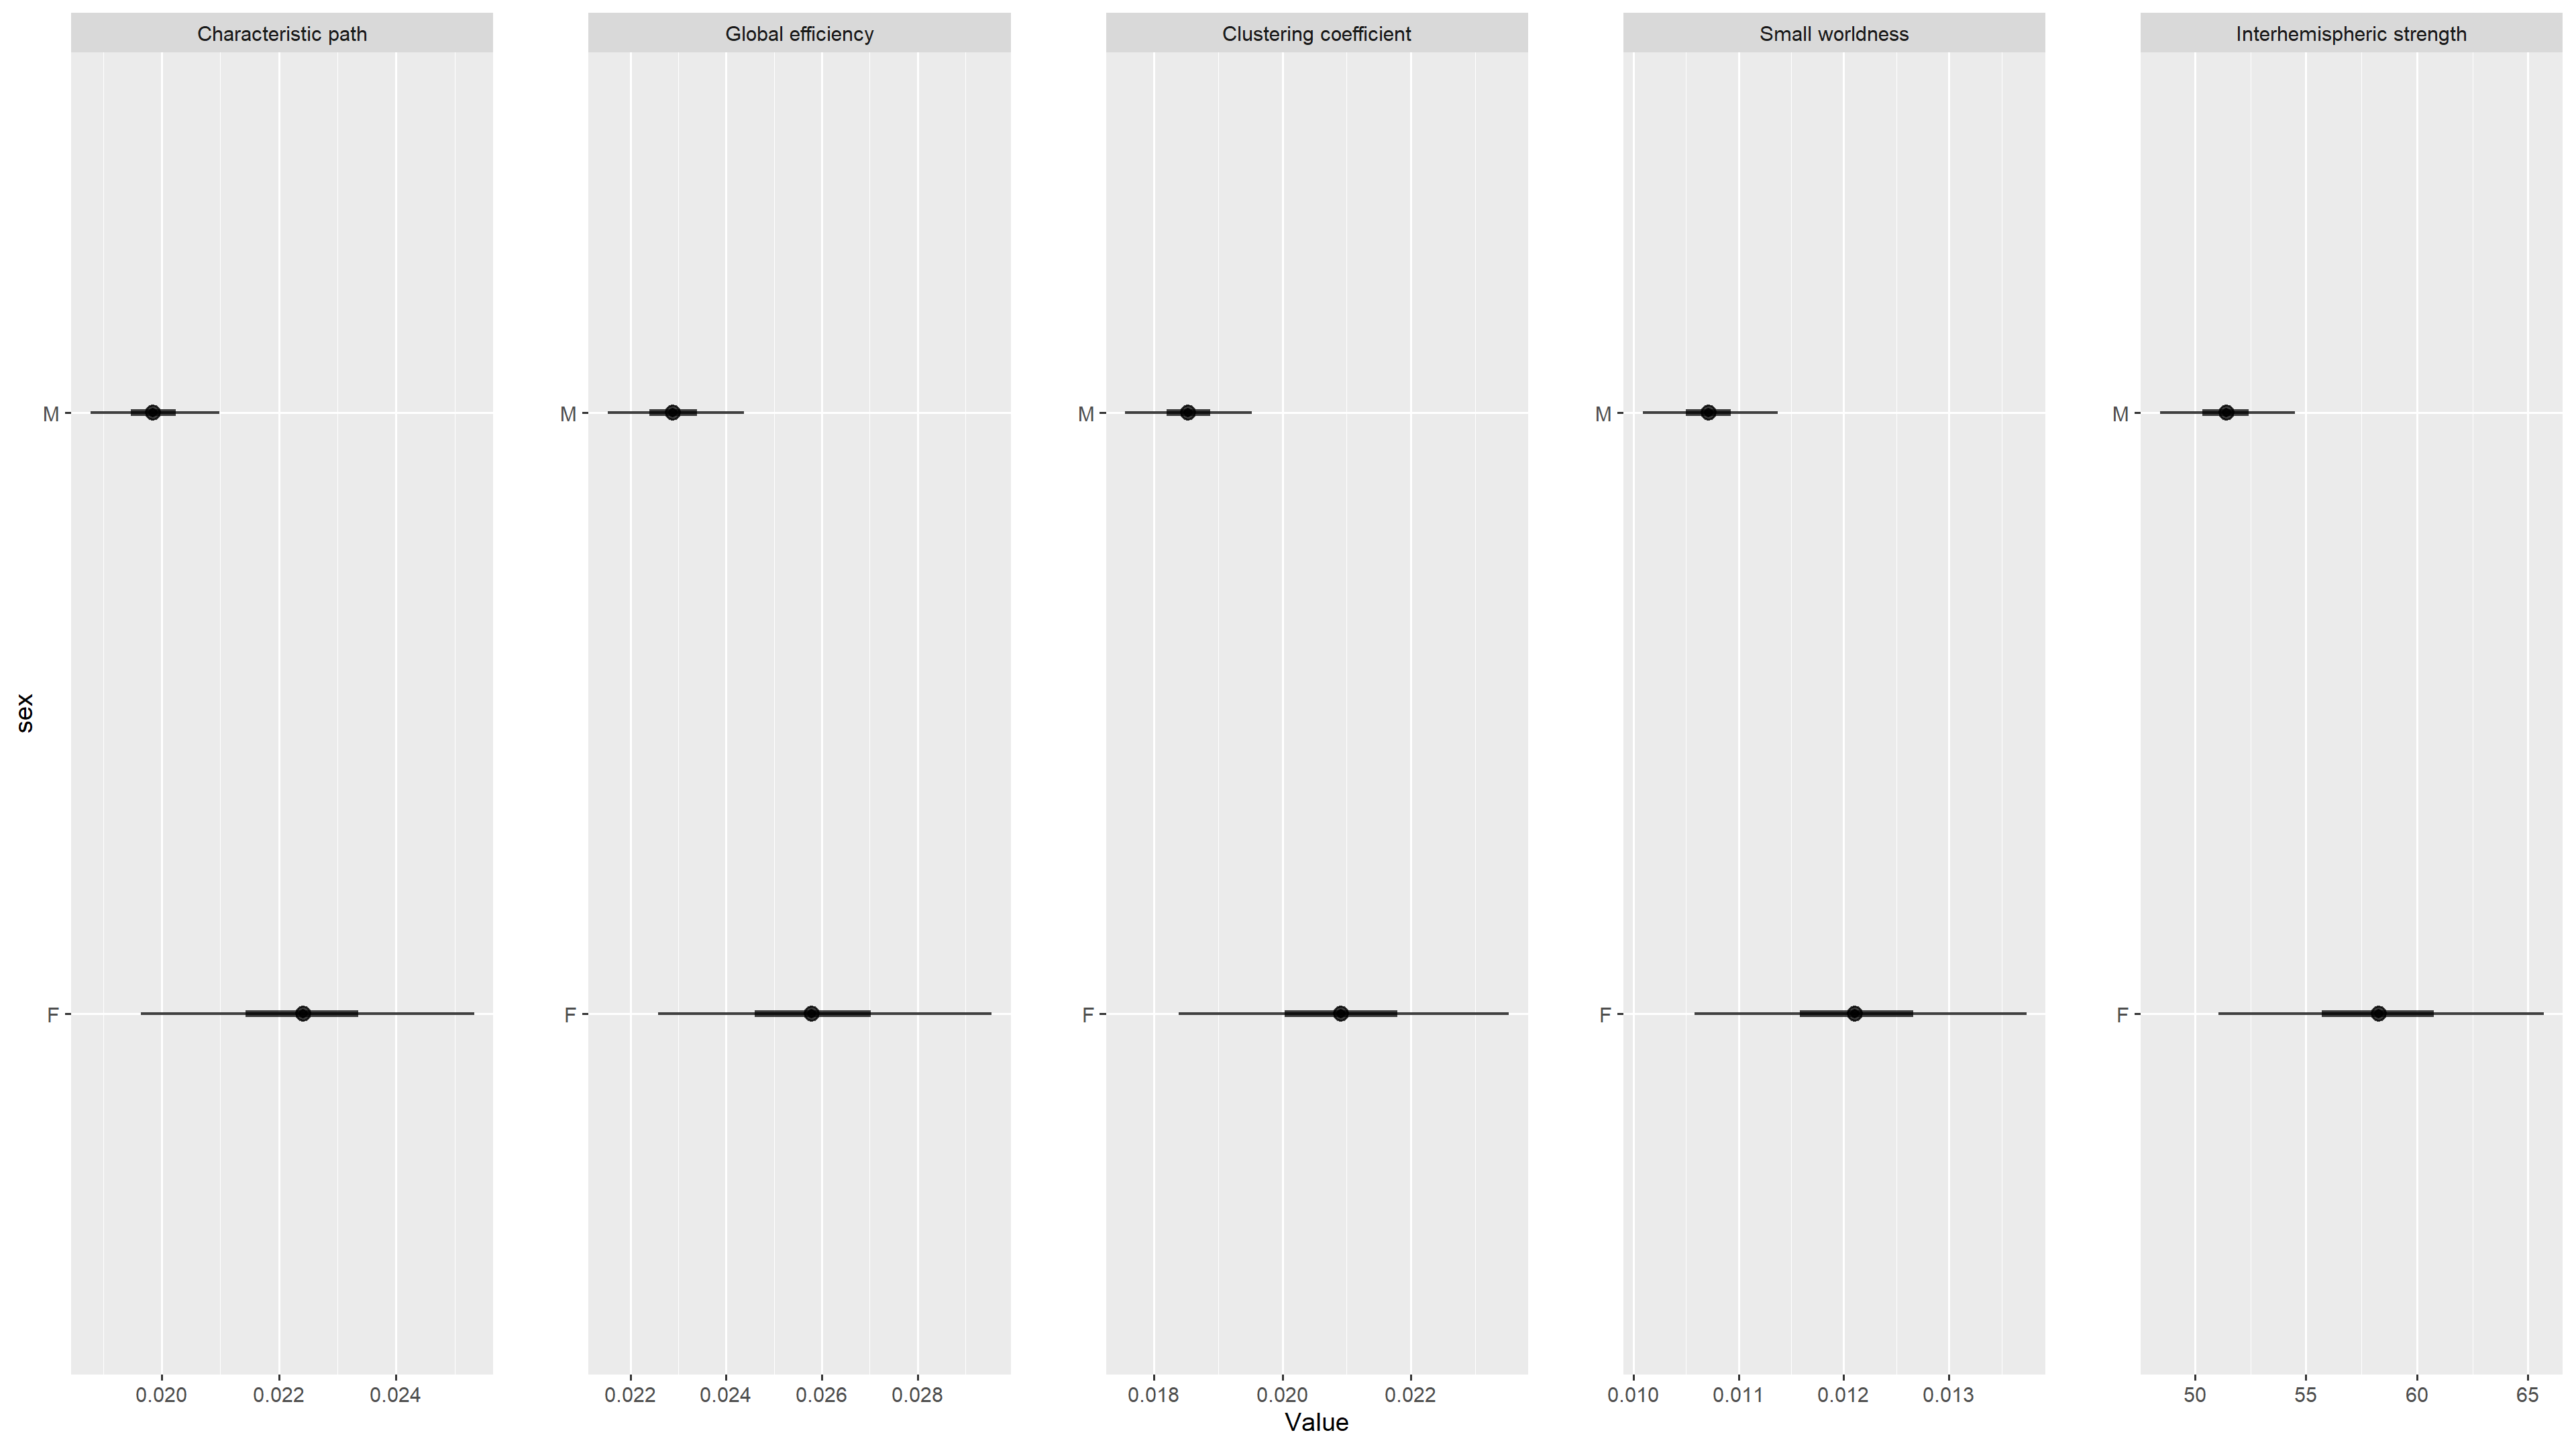 Characteristic path
Global efficiency
Clustering coefficient
Small worldness
Interhemispheric strength
M
M
M
M
M
sex
F
F
F
F
F
0.020 0.022 0.024
0.022 0.024 0.026 0.028
0.018 0.020 0.022
0.010 0.011 0.012 0.013
50 55 60 65
Value